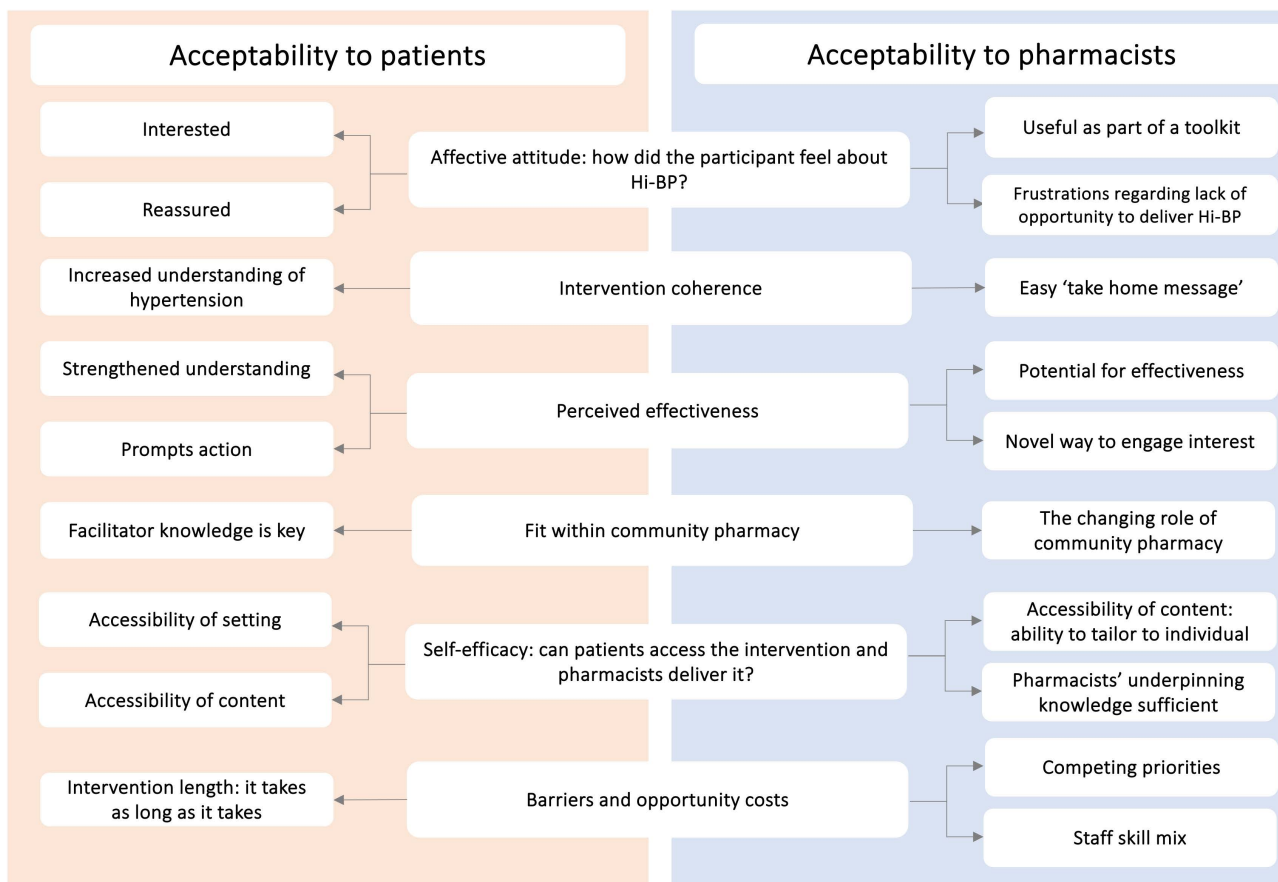 Acceptability to patients
Acceptability to pharmacists
Interested
Reassured
Affective attitude: how did the participant feel about
Hi-BP?
Useful as part of a toolkit
Frustrations regarding lack of
opportunity to deliver Hi-BP
Increased understanding of
hypertension
Intervention coherence
Easy ‘take home message’
Strengthened understanding
Prompts action
Perceived effectiveness
Potential for effectiveness
Novel way to engage interest
Facilitator knowledge is key
Fit within community pharmacy
The changing role of
community pharmacy
Accessibility of setting
Accessibility of content
Self-efficacy: can patients access the intervention and
pharmacists deliver it?
Accessibility of content:
ability to tailor to individual
Pharmacists’ underpinning
knowledge sufficient
Intervention length: it takes
as long as it takes
Barriers and opportunity costs
Competing priorities
Staff skill mix